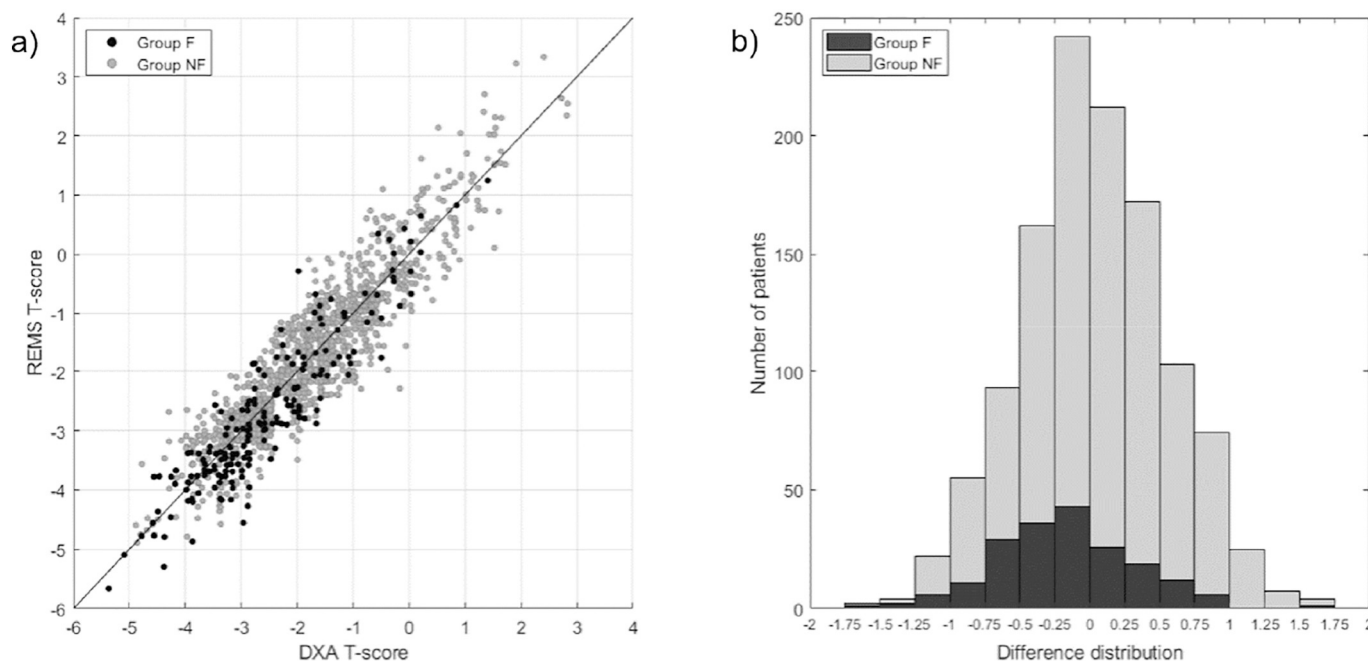 a)
Group F
Group NF
4
3
2
1
0
-1
-2
-3
-4
-5
-6
REMS T-score
-6 -5 -4 -3 -2 -1 0 1 2 3 4
DXA T-score
b)
Group F
Group NF
250
200
150
100
50
0
Number of patients
-2 -1.75 -1.5 -1.25 -1 -0.75 -0.5 -0.25 0 0.25 0.5 0.75 1 1.25 1.5 1.75 2
Difference distribution